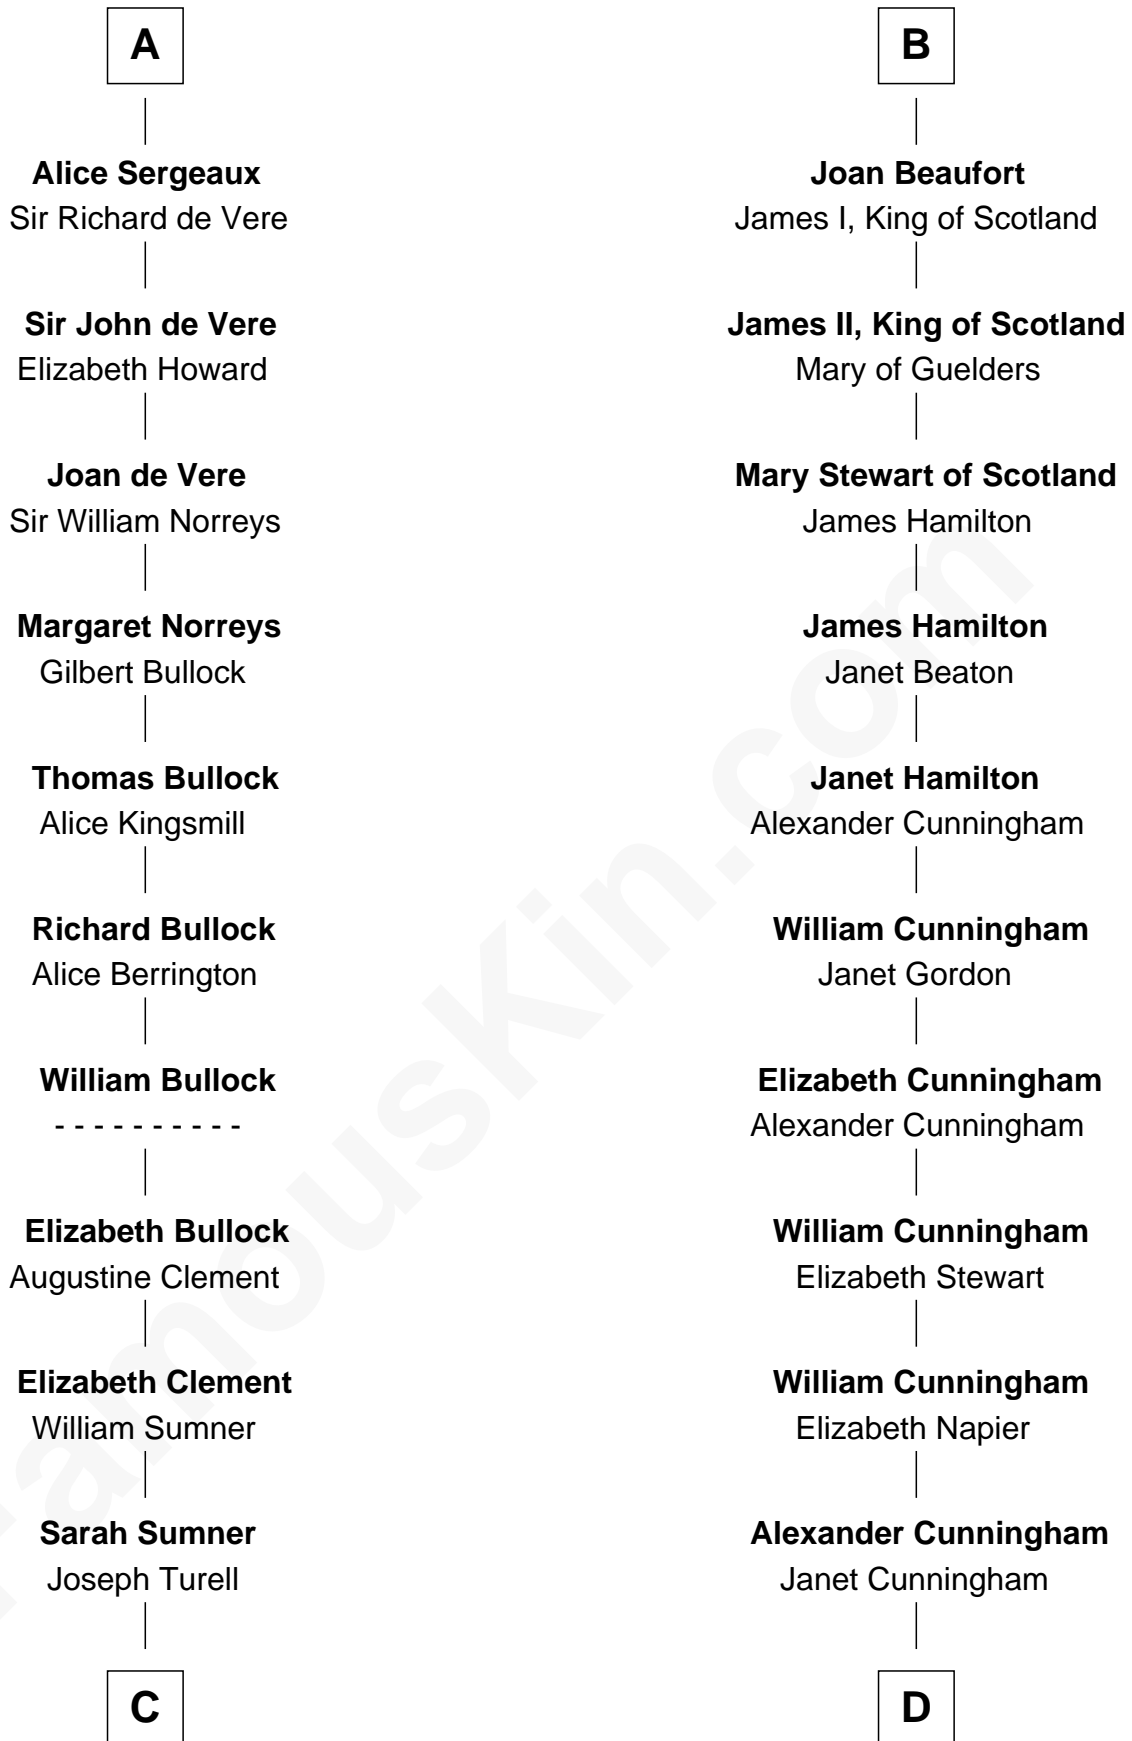 A
Alice Sergeaux
Sir Richard de Vere
Sir John de Vere
Elizabeth Howard
Joan de Vere
Sir William Norreys
Margaret Norreys
Gilbert Bullock
Thomas Bullock
Alice Kingsmill
Richard Bullock
Alice Berrington
William Bullock
- - - - - - - - - -
Elizabeth Bullock
Augustine Clement
Elizabeth Clement
William Sumner
Sarah Sumner
Joseph Turell
C
B
Joan Beaufort
James I, King of Scotland
James II, King of Scotland
Mary of Guelders
Mary Stewart of Scotland
James Hamilton
James Hamilton
Janet Beaton
Janet Hamilton
Alexander Cunningham
William Cunningham
Janet Gordon
Elizabeth Cunningham
Alexander Cunningham
William Cunningham
Elizabeth Stewart
William Cunningham
Elizabeth Napier
Alexander Cunningham
Janet Cunningham
D
FamousKin.com